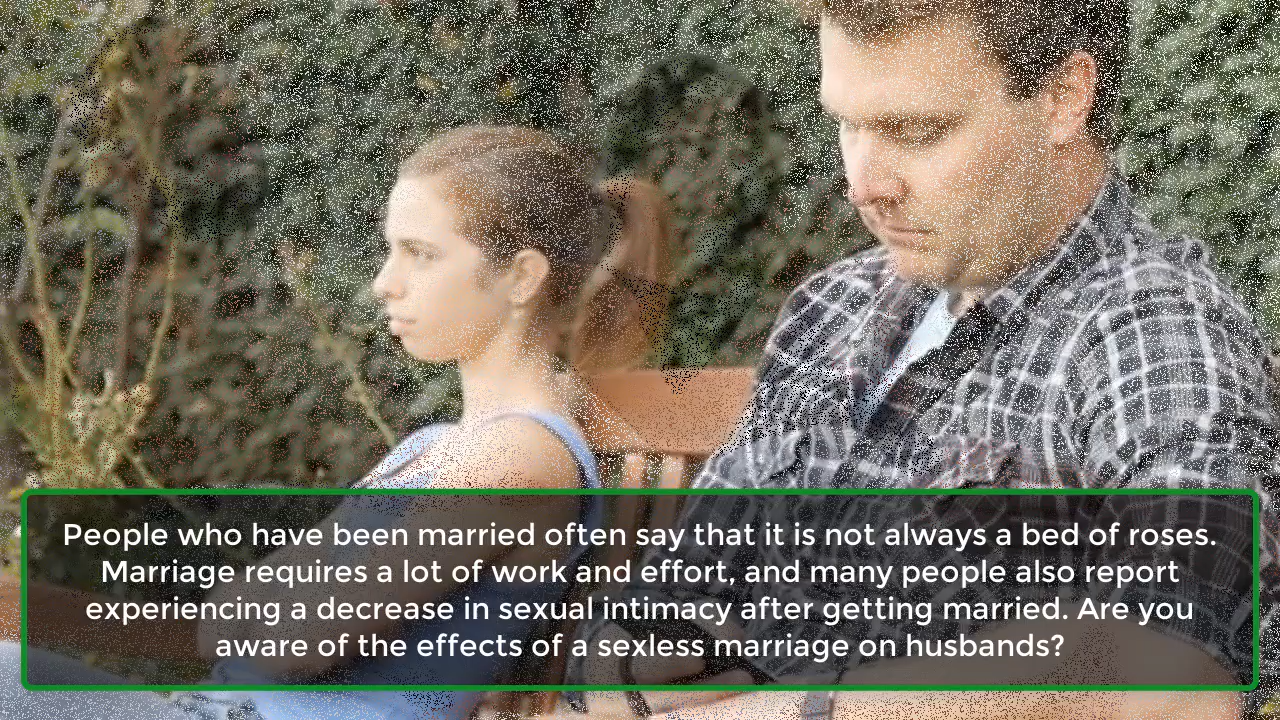 People who have been married often say that it is not always a bed of roses.
Marriage requires a lot of work and effort, and many people also report
experiencing a decrease in sexual intimacy after getting married. Are you
aware of the effects of a sexless marriage on husbands?